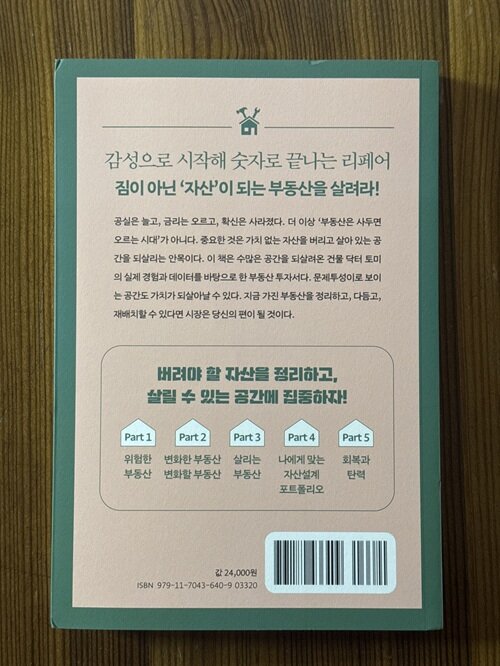 감성으로 시작해 숫자로 끝나는 리페어
짐이 아닌 ‘자산’이 되는 부동산을 살려라!
공실은 늘고, 금리는 오르고, 확신은 사라졌다. 더 이상 ‘부동산은 사두면
오르는 시대’가 아니다. 중요한 것은 가치 없는 자산을 버리고 살아 있는 공
간을 되살리는 안목이다. 이 책은 수많은 공간을 되살려온 건물 닥터 토미
의 실제 경험과 데이터를 바탕으로 한 부동산 투자서다. 문제투성이로 보이
는 공간도 가치가 되살아날 수 있다. 지금 가진 부동산을 정리하고, 다듬고,
재배치할 수 있다면 시장은 당신의 편이 될 것이다.
버려야 할 자산을 정리하고,
살릴 수 있는 공간에 집중하자!
Part 1 Part 2 Part 3 Part 4 Part 5
위험한 변화한 부동산 살리는 나에게 맞는 회복과
부동산 변화할 부동산 부동산 자산설계 탄력
포트폴리오
값 24,000원
ISBN 979-11-7043-640-9 03320